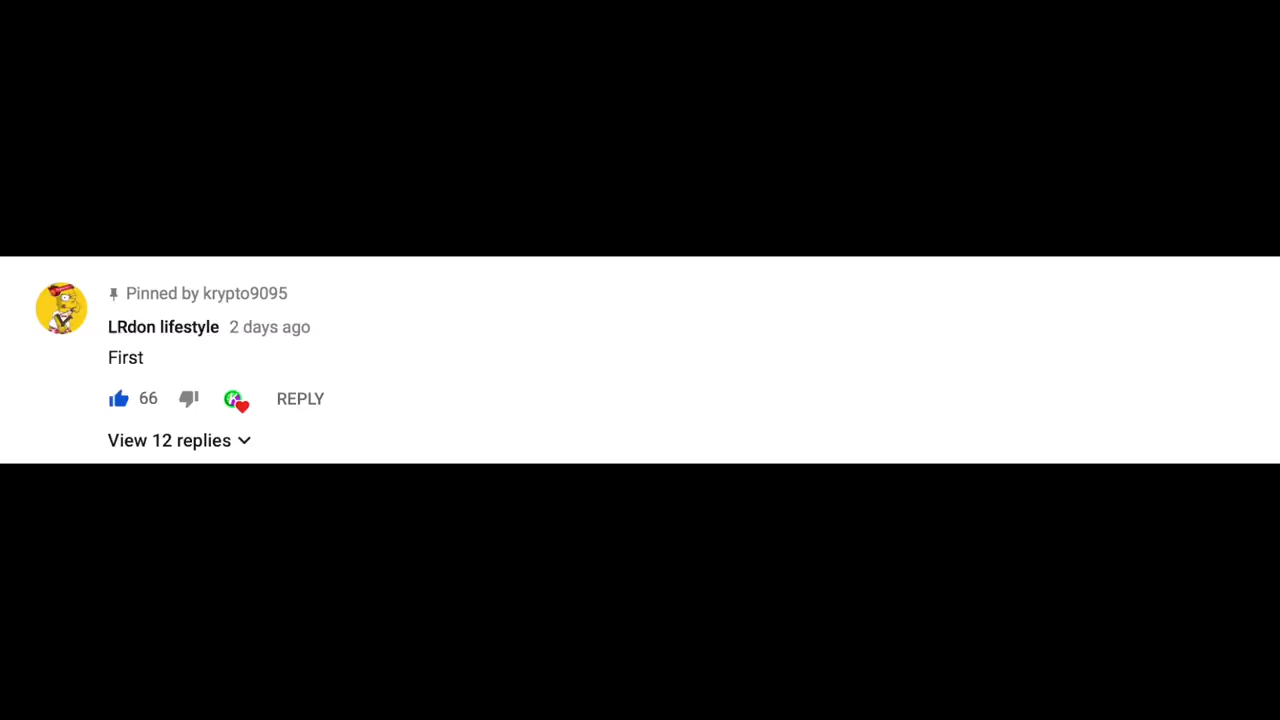 Pinned by krypto9095
LRdon lifestyle 2 days ago
First
66 REPLY
View 12 replies